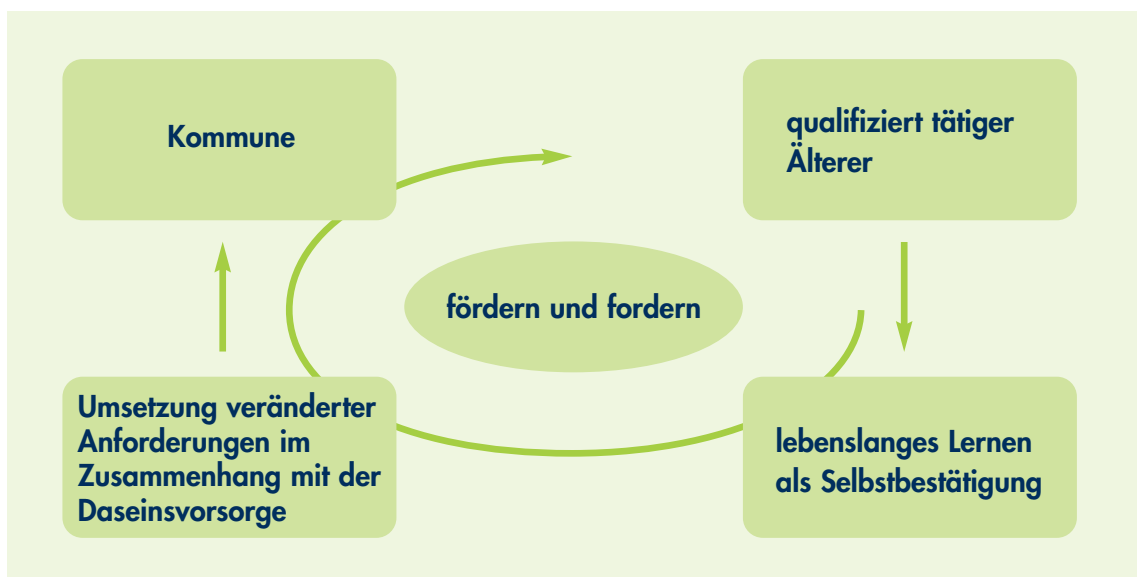 Kommune
qualifiziert tätiger
Älterer
fördern und fordern
Umsetzung veränderter
Anforderungen im
Zusammenhang mit der
Daseinsvorsorge
lebenslanges Lernen
als Selbstbestätigung